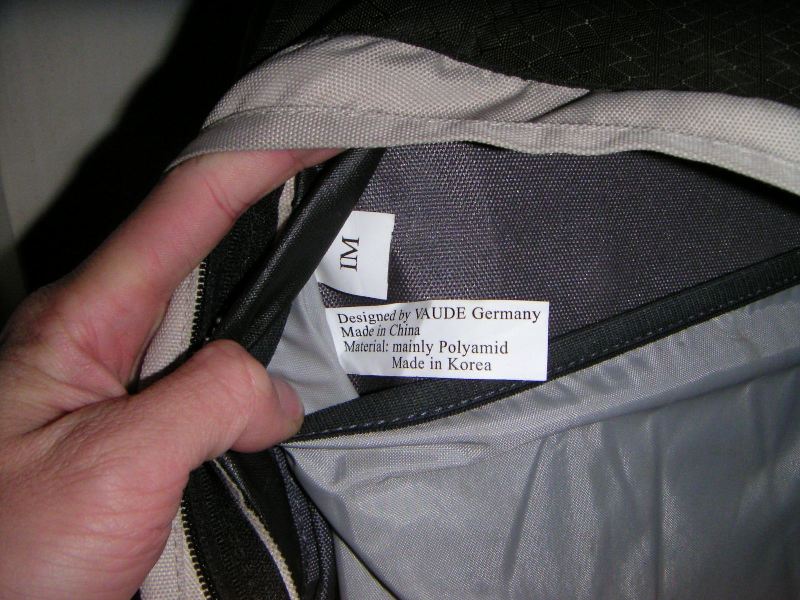 IM
Designed by VAUDE Germany
Made in China
Material: mainly Polyamid
Made in Korea